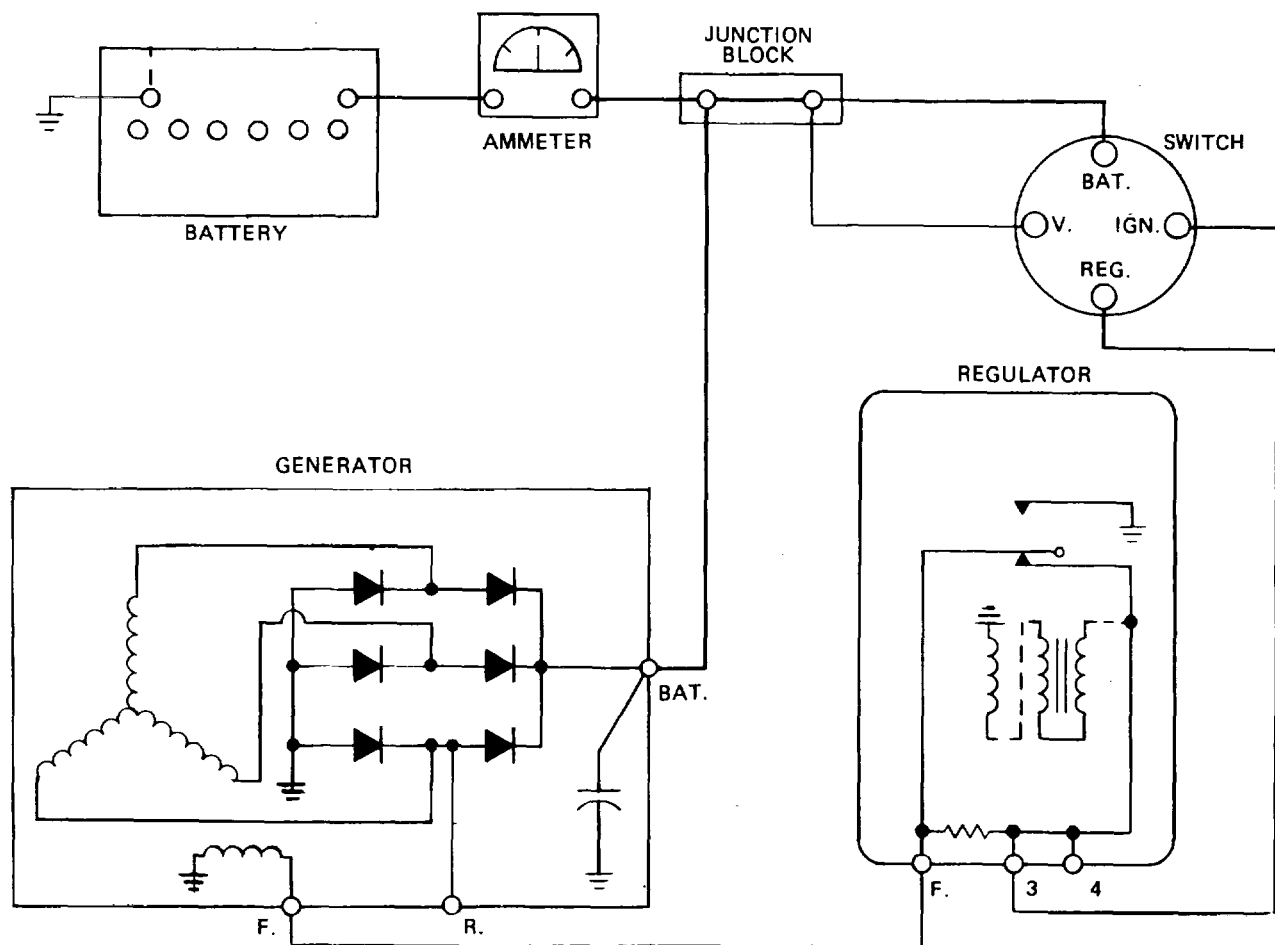 JUNCTION
BLOCK
AMMETER
SWITCH
BAT.
V.
IGN.
REG.
BATTERY
REGULATOR
GENERATOR
BAT.
F.
R.
F.
3
4